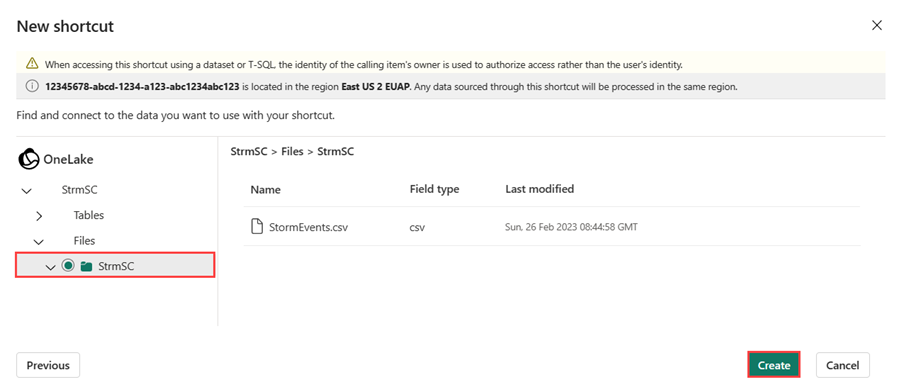 New shortcut
When accessing this shortcut using a dataset or T-SQL, the identity of the calling item's owner is used to authorize access rather than the user's identity.
12345678-abcd-1234-a123-abc1234abc123 is located in the region East US 2 EUAP. Any data sourced through this shortcut will be processed in the same region.
Find and connect to the data you want to use with your shortcut.
OneLake
StrmSC
Tables
Files
StrmSC
StrmSC > Files > StrmSC
Name Field type Last modified
StormEvents.csv csv Sun, 26 Feb 2023 08:44:58 GMT
Previous Create Cancel